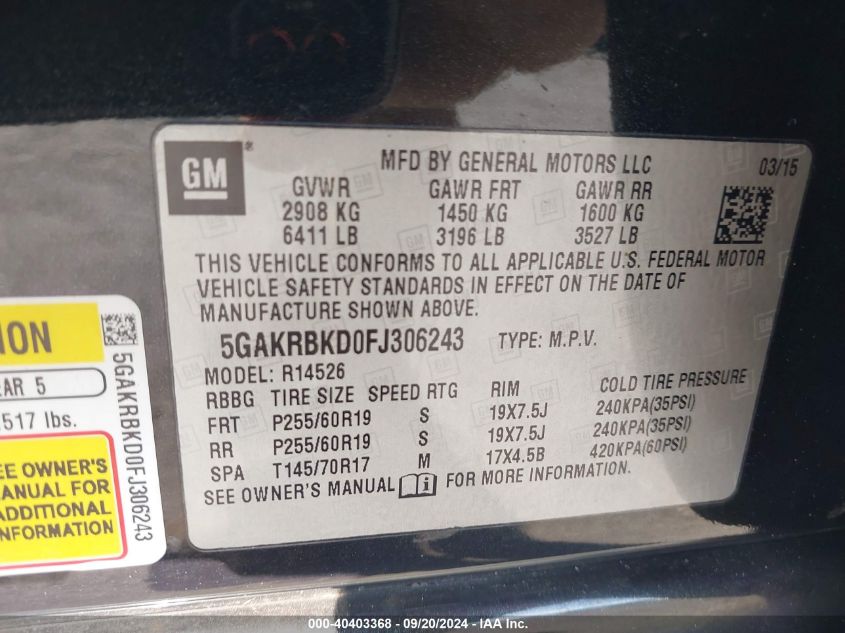 GM
MFD BY GENERAL MOTORS LLC 03/15
GVWR GAWR FRT GAWR RR
2908 KG 1450 KG 1600 KG
6411 LB 3196 LB 3527 LB
THIS VEHICLE CONFORMS TO ALL APPLICABLE U.S. FEDERAL MOTOR
VEHICLE SAFETY STANDARDS IN EFFECT ON THE DATE OF
MANUFACTURE SHOWN ABOVE.
5GAKRBKD0FJ306243 TYPE: M.P.V.
MODEL: R14526
RBBG TIRE SIZE SPEED RTG RIM COLD TIRE PRESSURE
FRT P255/60R19 S 19X7.5J 240KPA(35PSI)
RR P255/60R19 S 19X7.5J 240KPA(35PSI)
SPA T145/70R17 M 17X4.5B 420KPA(60PSI)
SEE OWNER'S MANUAL FOR MORE INFORMATION.
5GAKRBKD0FJ306243
517 lbs.
SEE OWNER'S
MANUAL FOR
ADDITIONAL
INFORMATION
000-40403368 - 09/20/2024 - IAA Inc.